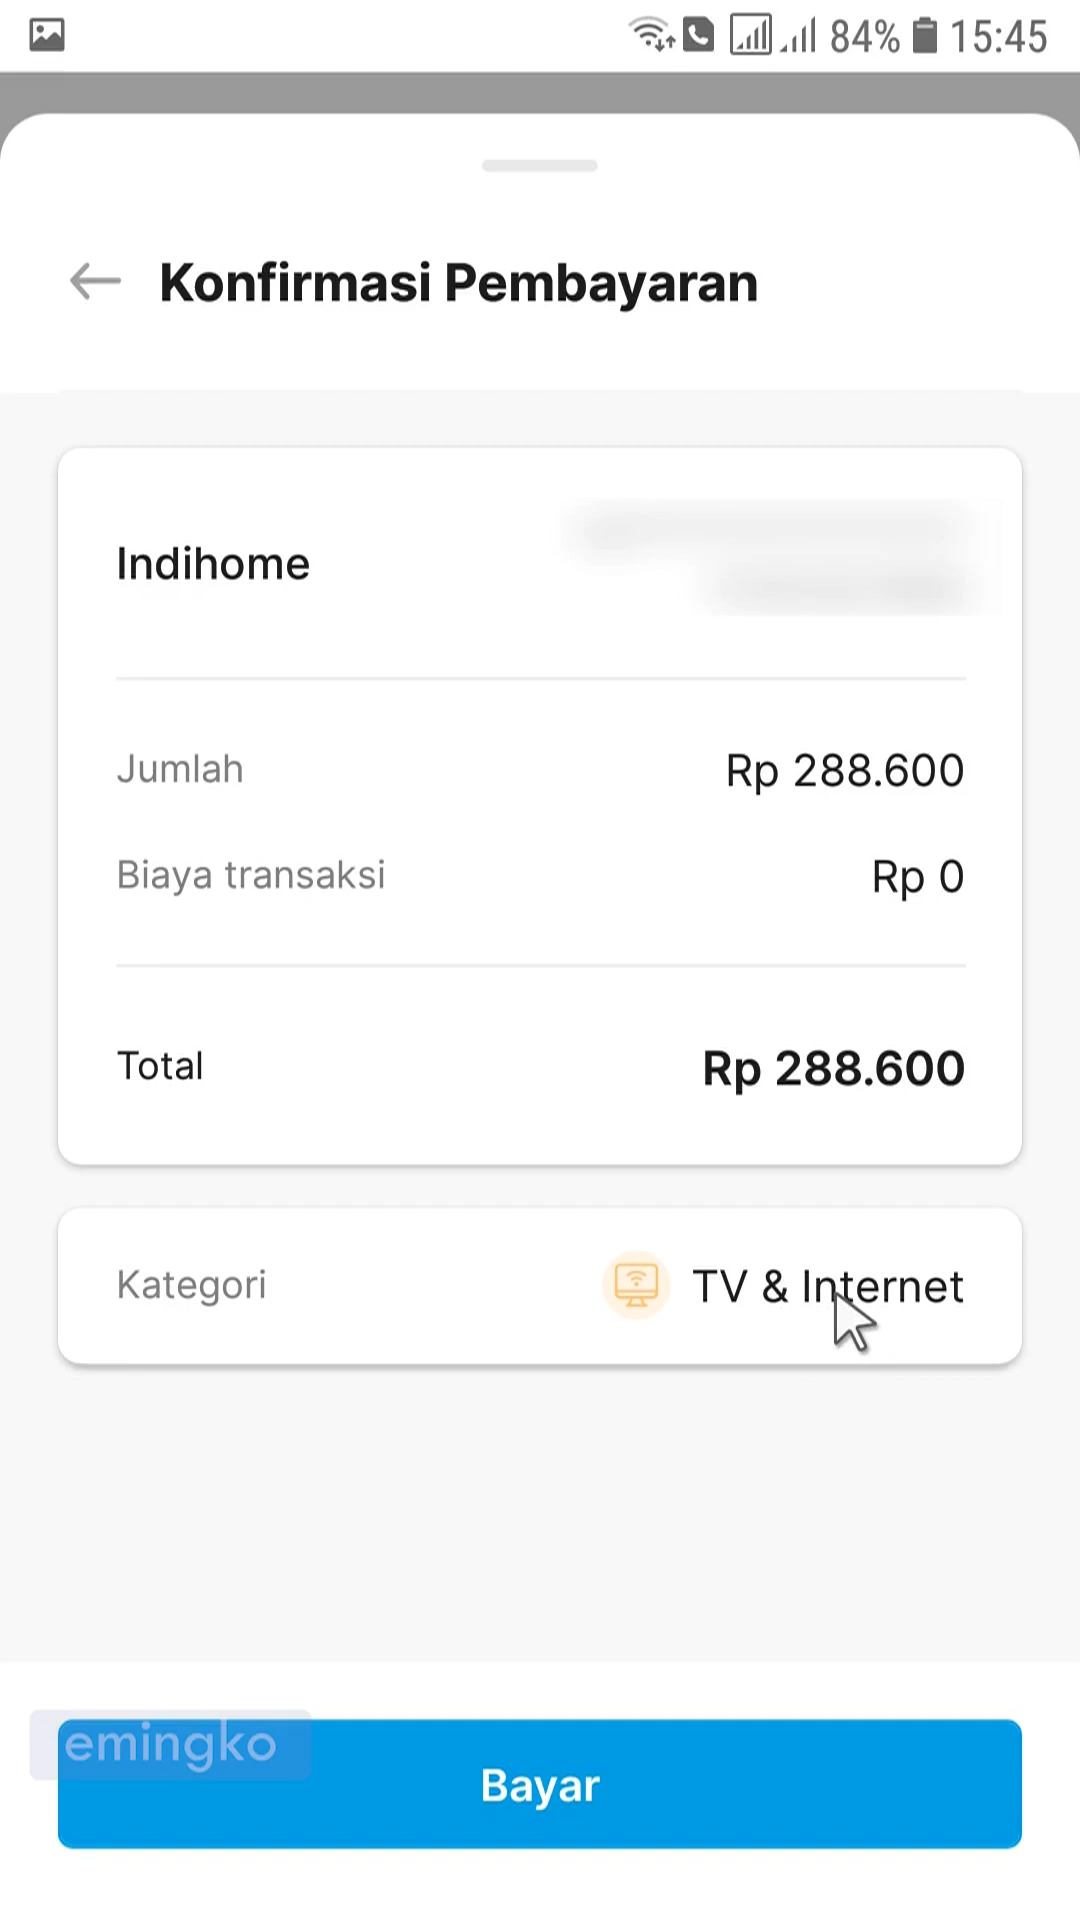 84% 15:45
Konfirmasi Pembayaran
Indihome
Jumlah Rp 288.600
Biaya transaksi Rp 0
Total Rp 288.600
Kategori TV & Internet
emingko
Bayar